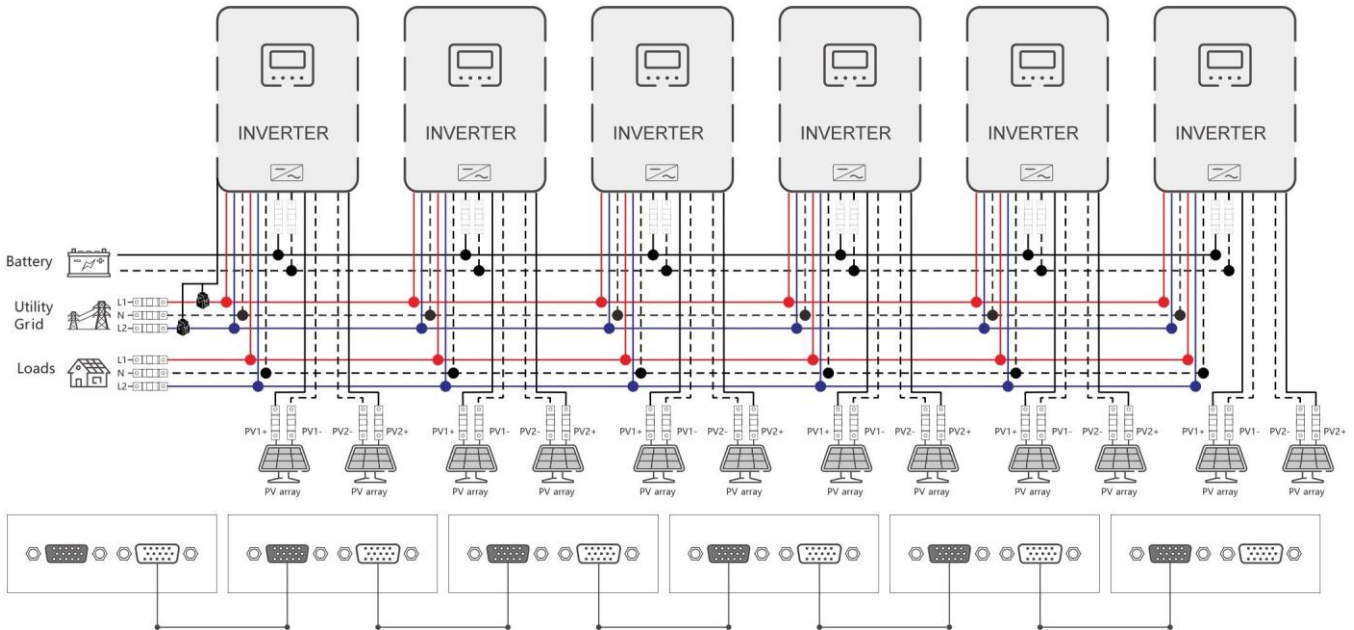 INVERTER INVERTER INVERTER INVERTER INVERTER INVERTER
Battery
Utility
Grid
L1
N
L2
Loads
L1
N
L2
PV1+ PV1- PV2- PV2+ PV1+ PV1- PV2- PV2+ PV1+ PV1- PV2- PV2+ PV1+ PV1- PV2- PV2+ PV1+ PV1- PV2- PV2+ PV1+ PV1- PV2- PV2+
PV array PV array PV array PV array PV array PV array PV array PV array PV array PV array PV array PV array